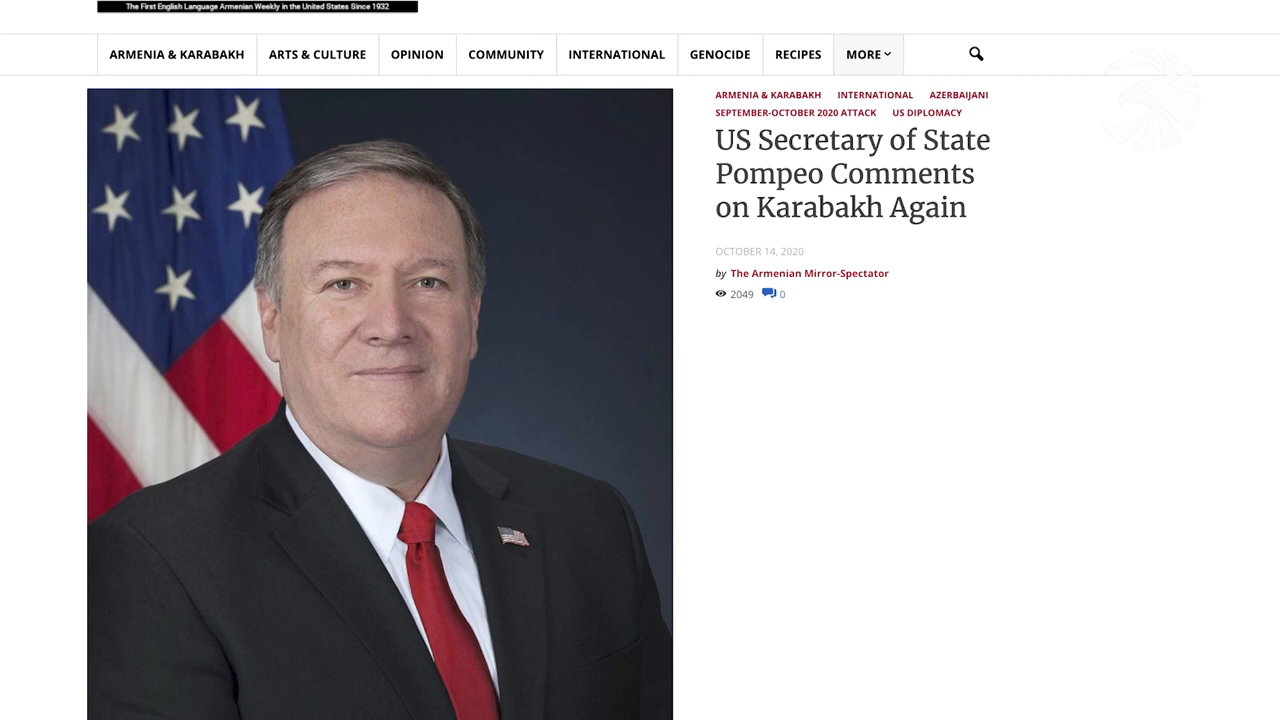 The First English Language Armenian Weekly in the United States Since 1932
ARMENIA & KARABAKH ARTS & CULTURE OPINION COMMUNITY INTERNATIONAL GENOCIDE RECIPES MORE
ARMENIA & KARABAKH INTERNATIONAL AZERBAIJANI
SEPTEMBER-OCTOBER 2020 ATTACK US DIPLOMACY
US Secretary of State
Pompeo Comments
on Karabakh Again
OCTOBER 14, 2020
by The Armenian Mirror-Spectator
2049 0